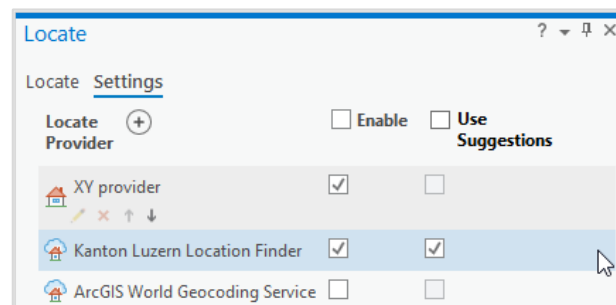 Locate
Locate Settings
Locate Provider Enable Use Suggestions
XY provider
Kanton Luzern Location Finder
ArcGIS World Geocoding Service